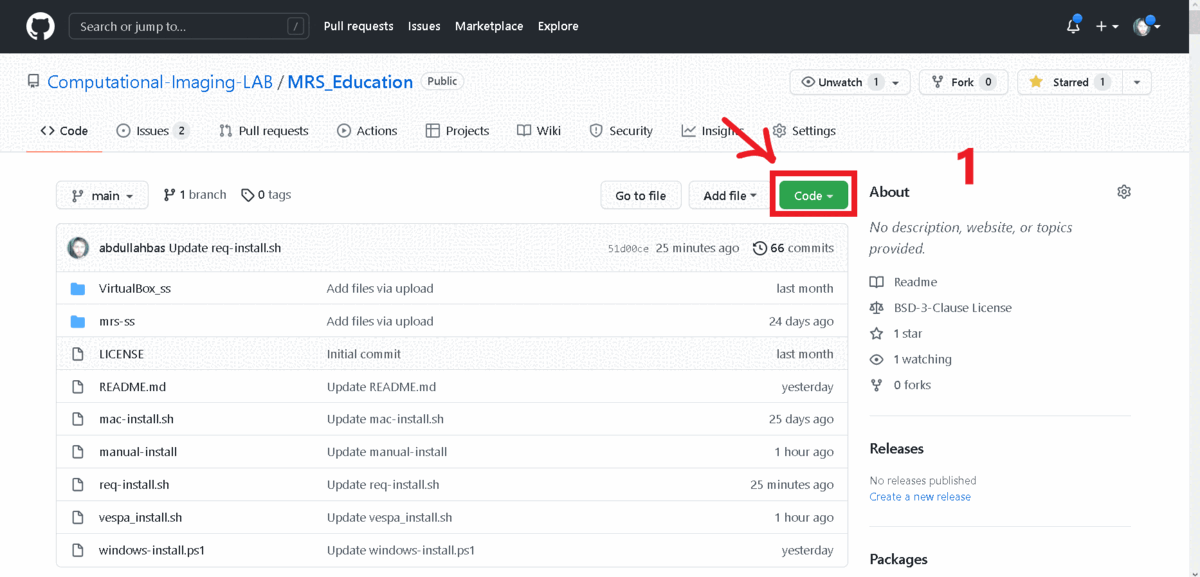 Search or jump to... / Pull requests Issues Marketplace Explore
Computational-Imaging-LAB / MRS_Education Public Unwatch 1 Fork 0 Starred 1
Code Issues 2 Pull requests Actions Projects Wiki Security Insights Settings
1
main 1 branch 0 tags Go to file Add file Code
abdullahbas Update req-install.sh 51d00ce 25 minutes ago 66 commits
VirtualBox_ss Add files via upload last month
mrs-ss Add files via upload 24 days ago
LICENSE Initial commit last month
README.md Update README.md yesterday
mac-install.sh Update mac-install.sh 25 days ago
manual-install Update manual-install 1 hour ago
req-install.sh Update req-install.sh 25 minutes ago
vespa_install.sh Update vespa_install.sh 1 hour ago
windows-install.ps1 Update windows-install.ps1 yesterday
About
No description, website, or topics
provided.
Readme
BSD-3-Clause License
1 star
1 watching
0 forks
Releases
No releases published
Create a new release
Packages